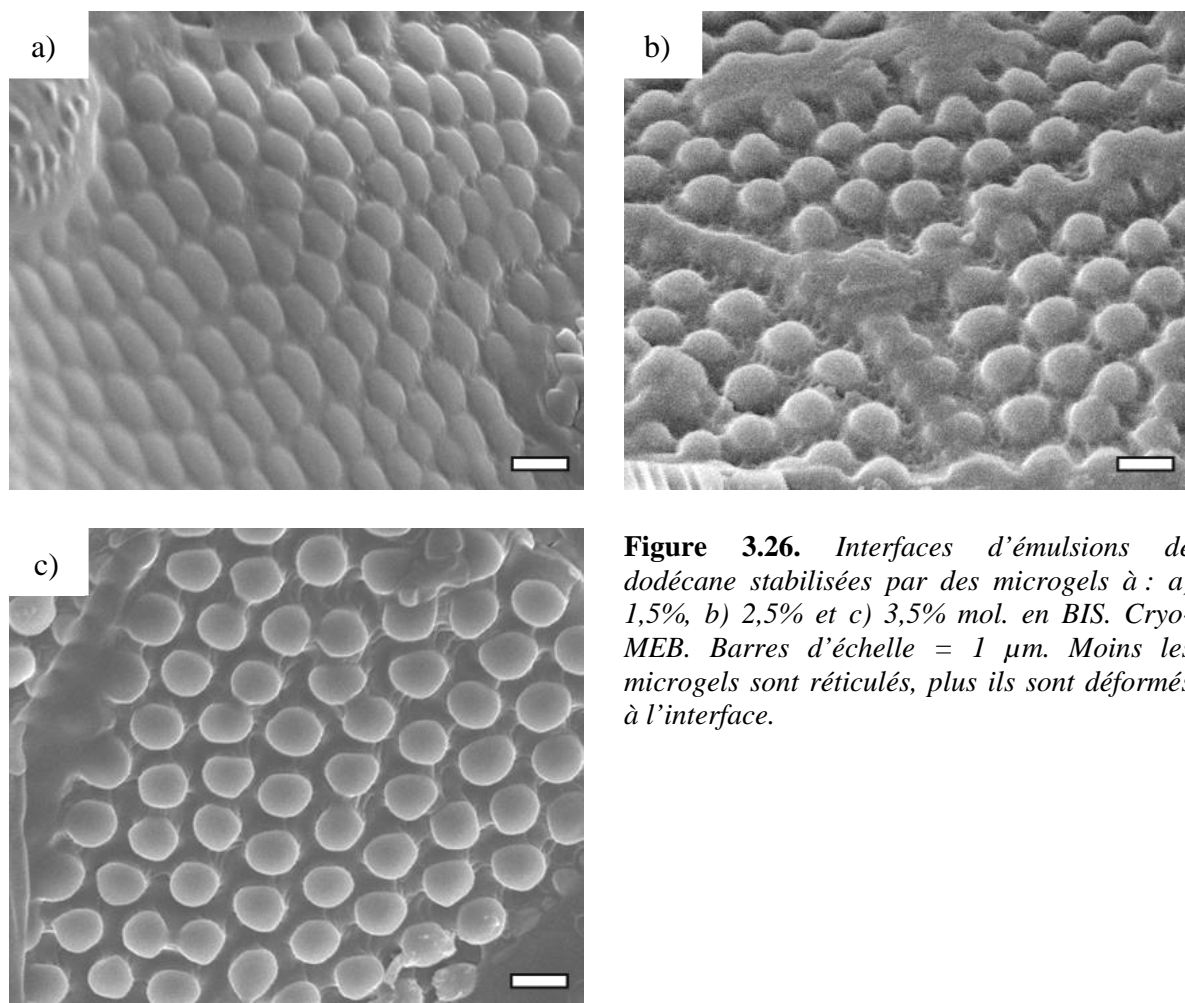 a)
b)
c)
Figure 3.26. Interfaces d’émulsions de
dodécane stabilisées par des microgels à : a)
1,5%, b) 2,5% et c) 3,5% mol. en BIS. Cryo-
MEB. Barres d’échelle = 1 µm. Moins les
microgels sont réticulés, plus ils sont déformés
à l’interface.